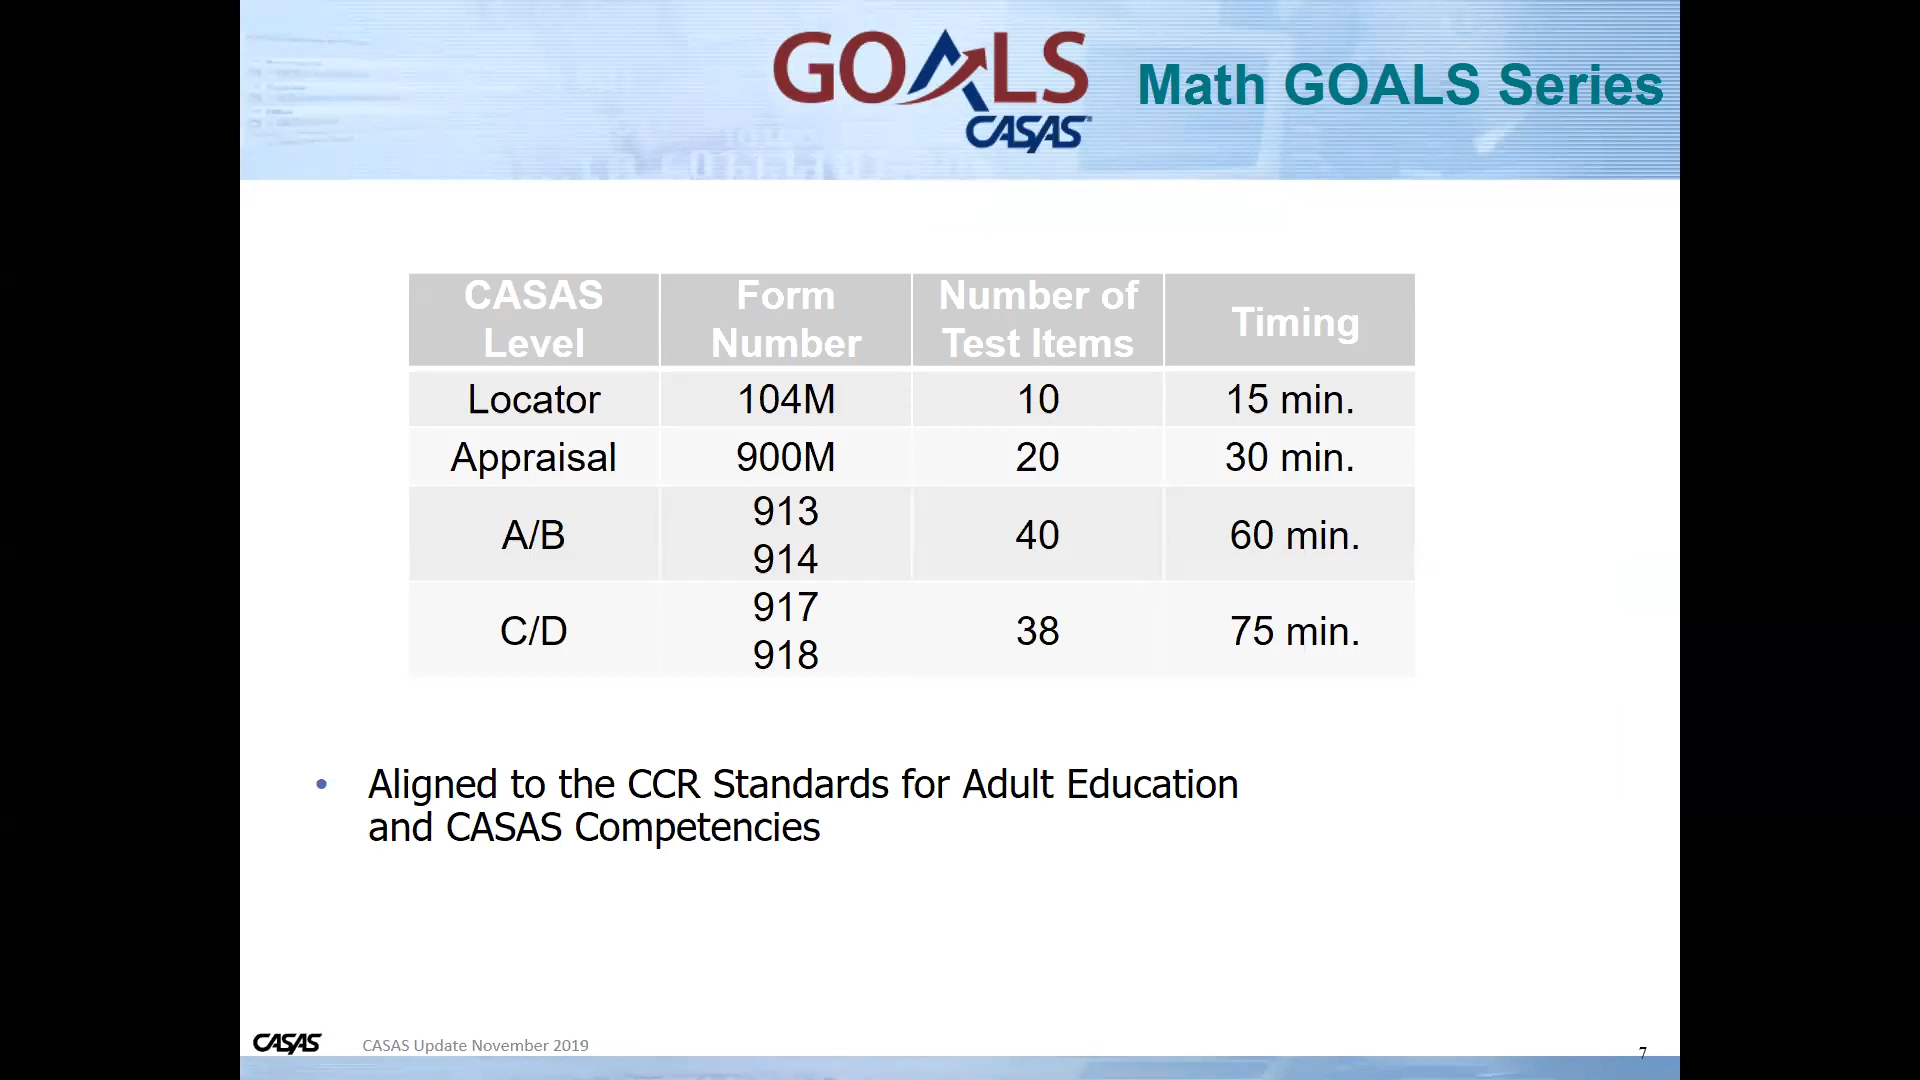 GOALS
CASAS
Math GOALS Series
CASAS Level
Form Number
Number of Test Items
Timing
Locator 104M 10 15 min.
Appraisal 900M 20 30 min.
A/B 913 914 40 60 min.
C/D 917 918 38 75 min.
• Aligned to the CCR Standards for Adult Education
and CASAS Competencies
CASAS CASAS Update November 2019 7